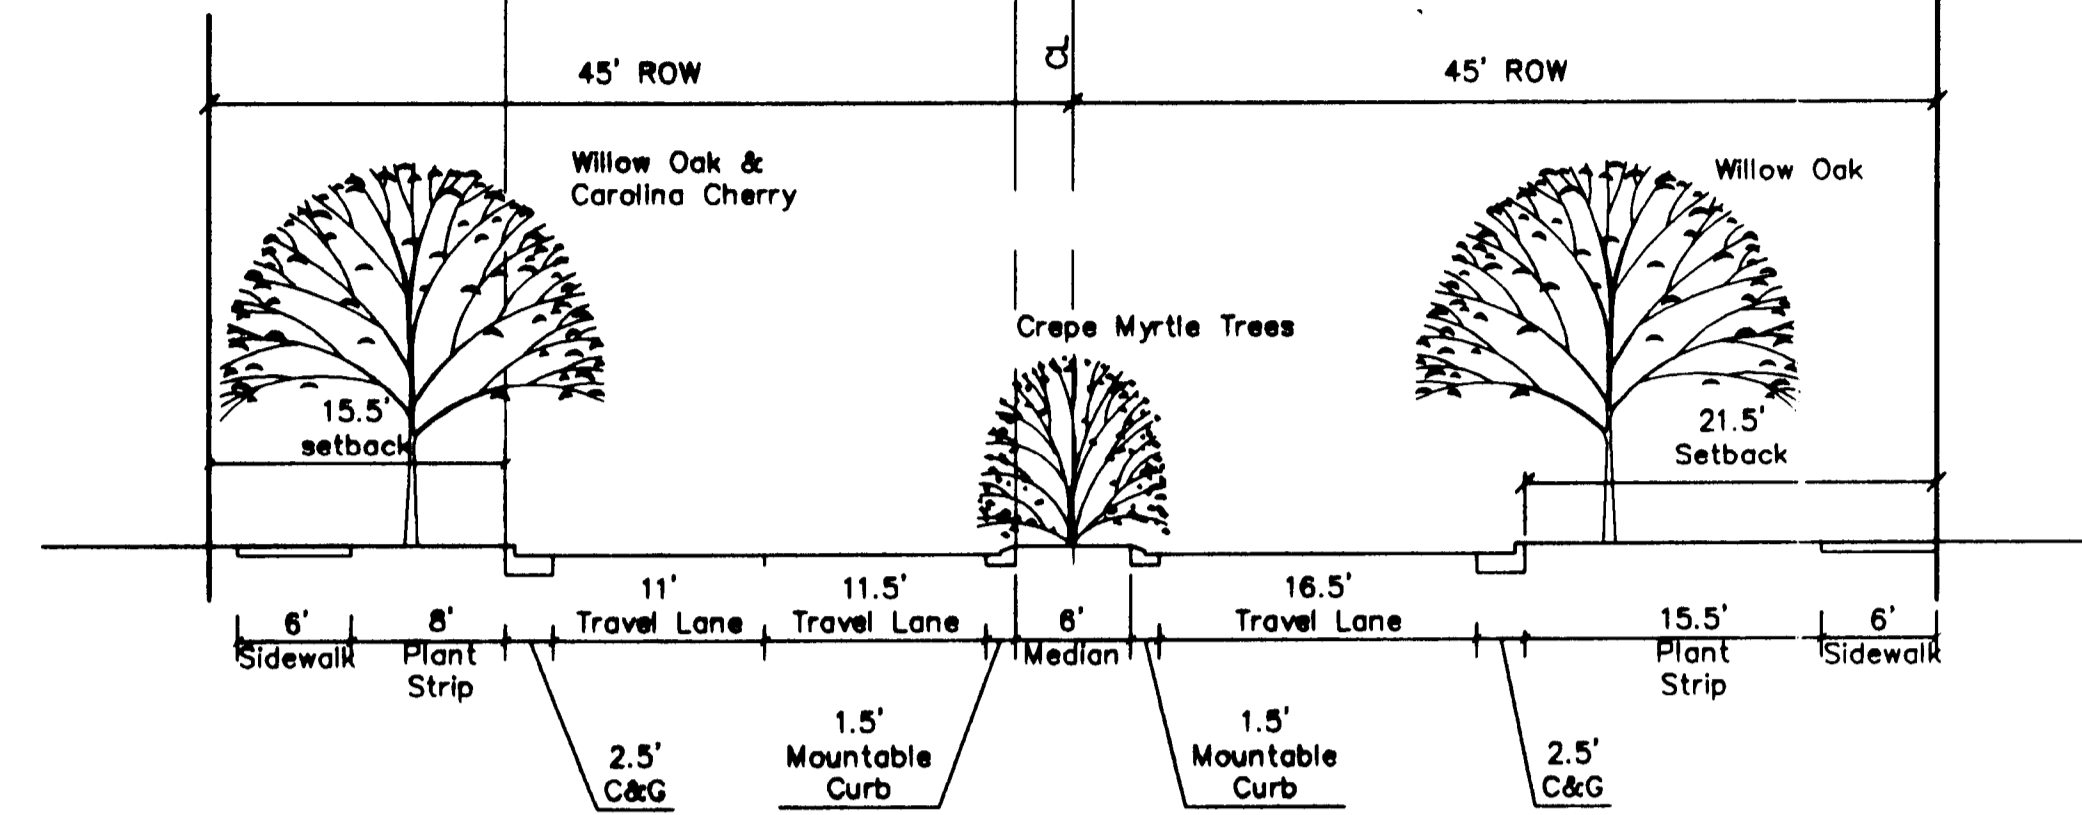 45' ROW
CL
45' ROW
Willow Oak &
Carolina Cherry
Willow Oak
Crepe Myrtle Trees
15.5'
setback
21.5'
Setback
11'
Travel Lane
11.5'
Travel Lane
16.5'
Travel Lane
6'
Sidewalk
8'
Plant
Strip
6'
Median
15.5'
Plant
Strip
6'
Sidewalk
2.5'
C&G
1.5'
Mountable
Curb
1.5'
Mountable
Curb
2.5'
C&G